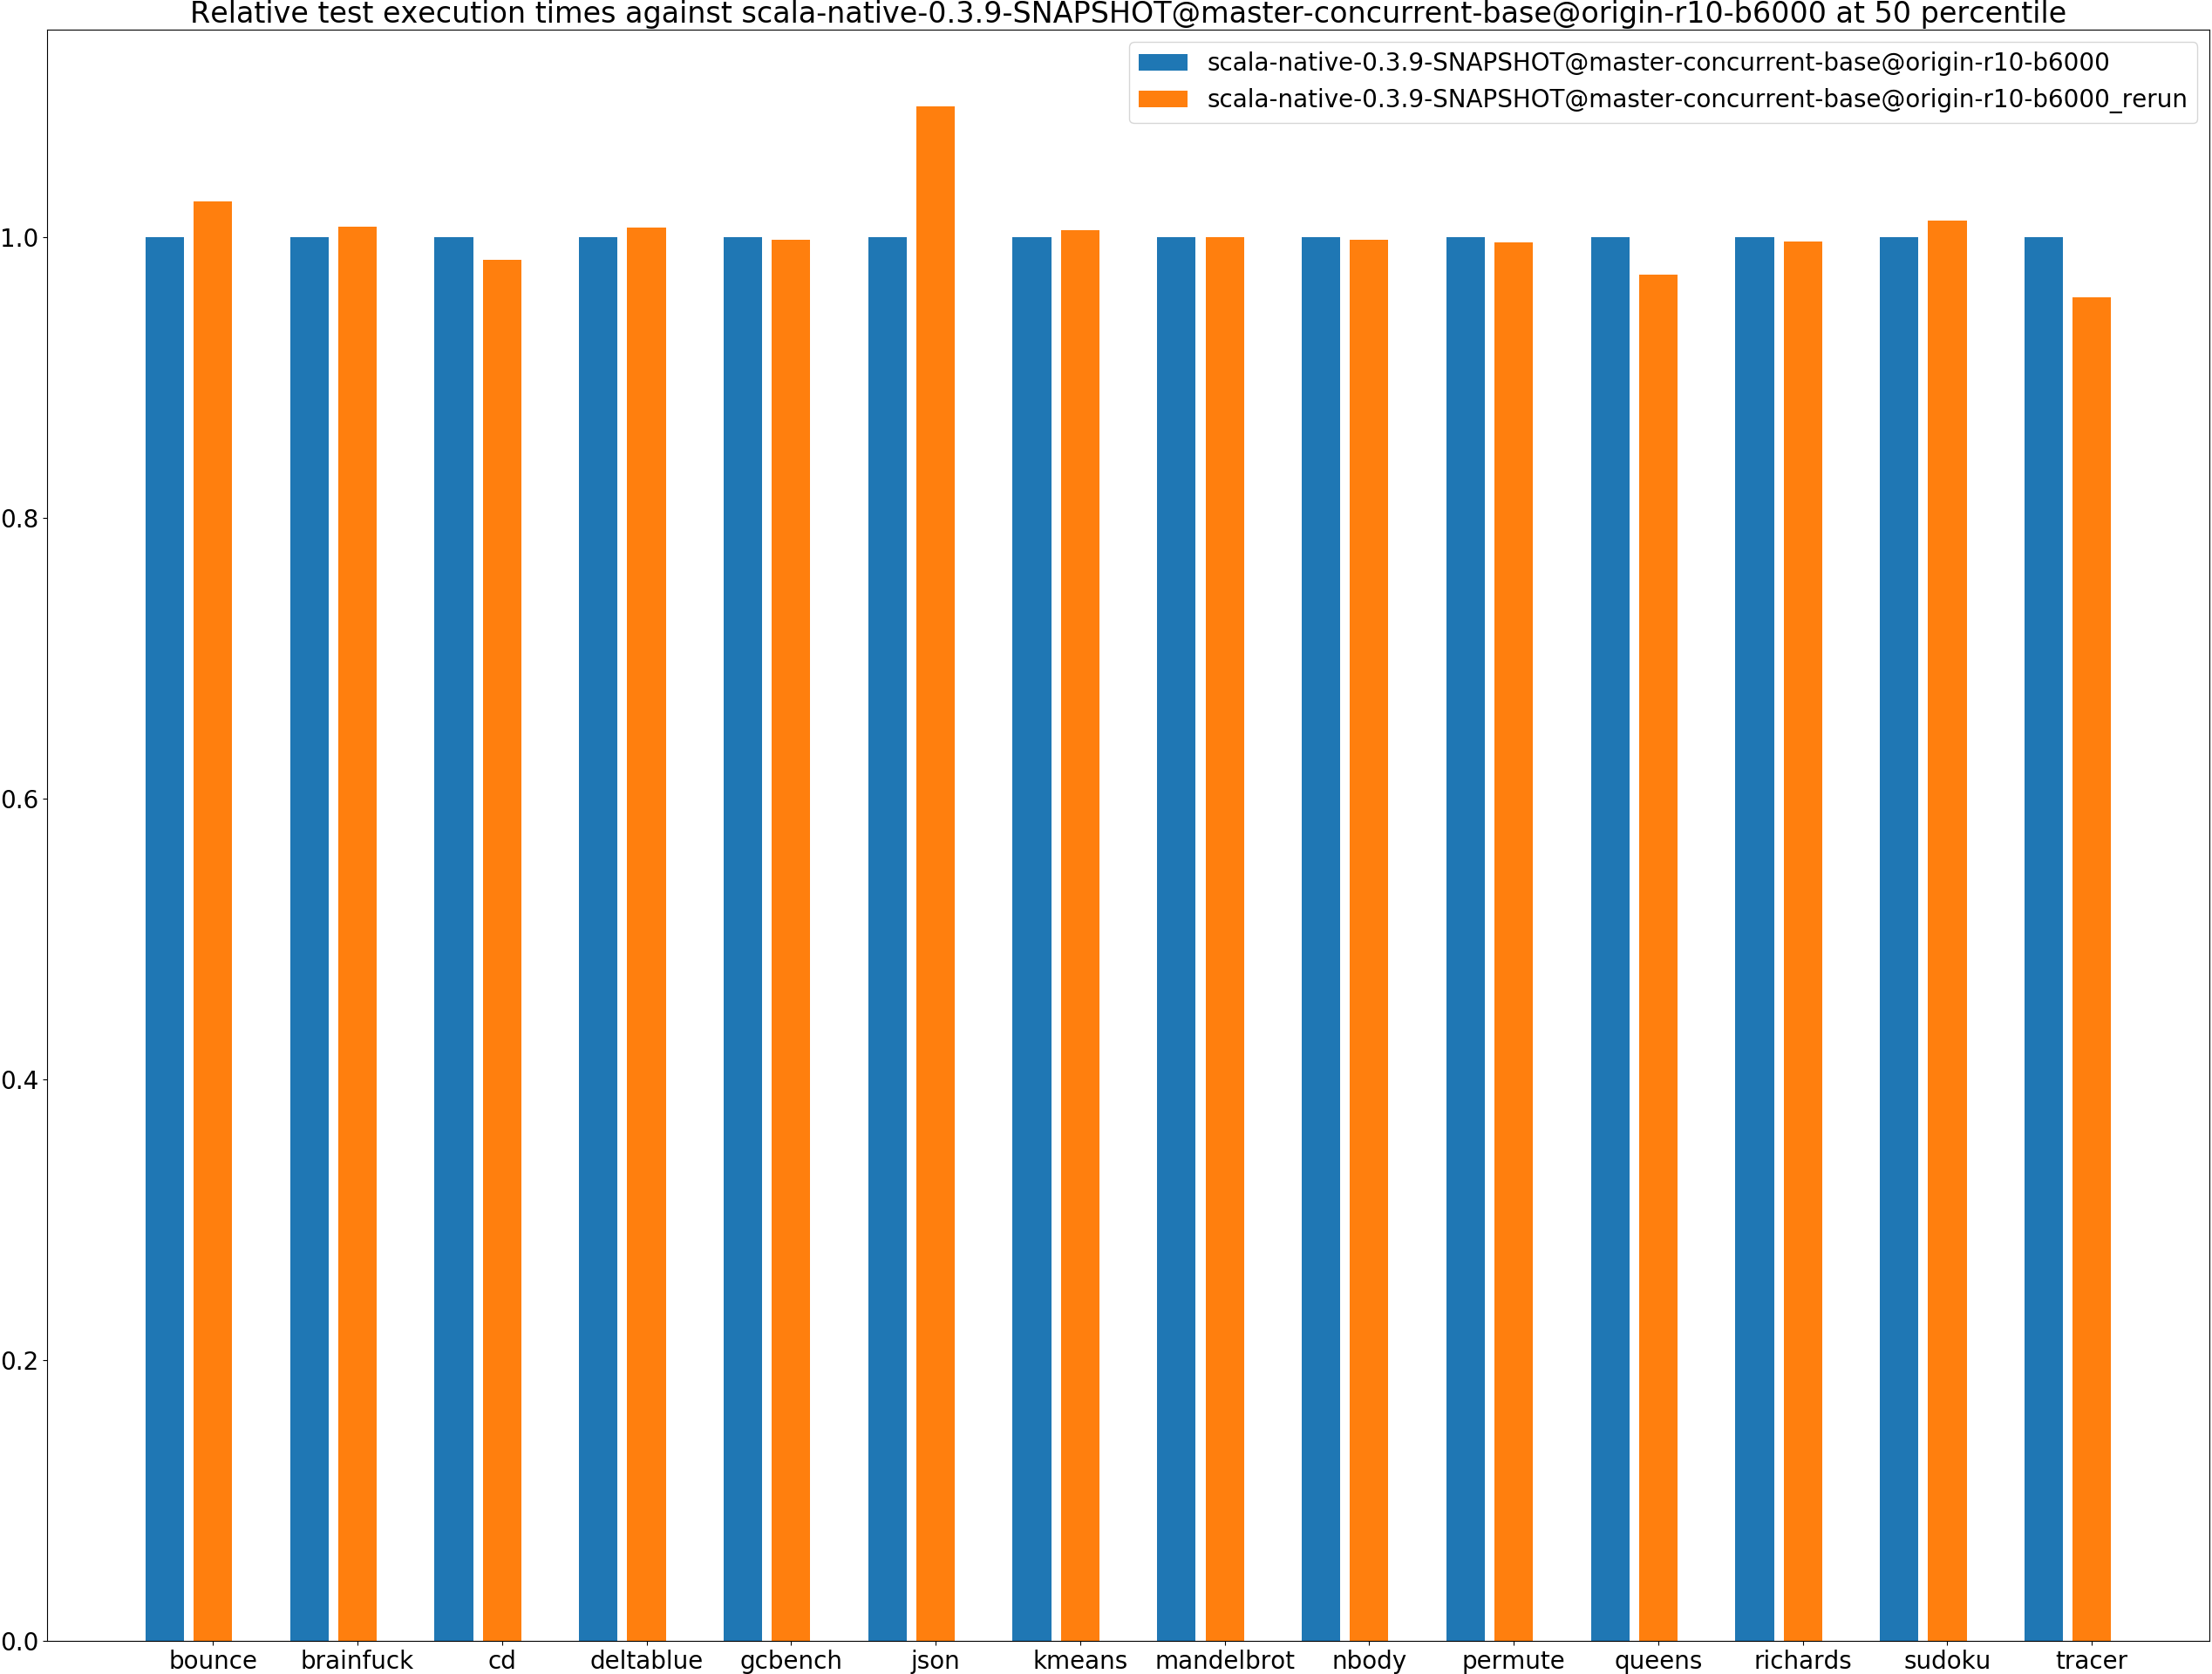 Relative test execution times against scala-native-0.3.9-SNAPSHOT@master-concurrent-base@origin-r10-b6000 at 50 percentile
scala-native-0.3.9-SNAPSHOT@master-concurrent-base@origin-r10-b6000
scala-native-0.3.9-SNAPSHOT@master-concurrent-base@origin-r10-b6000_rerun
1.0
0.8
0.6
0.4
0.2
0.0
bounce brainfuck cd deltablue gcbench json kmeans mandelbrot nbody permute queens richards sudoku tracer